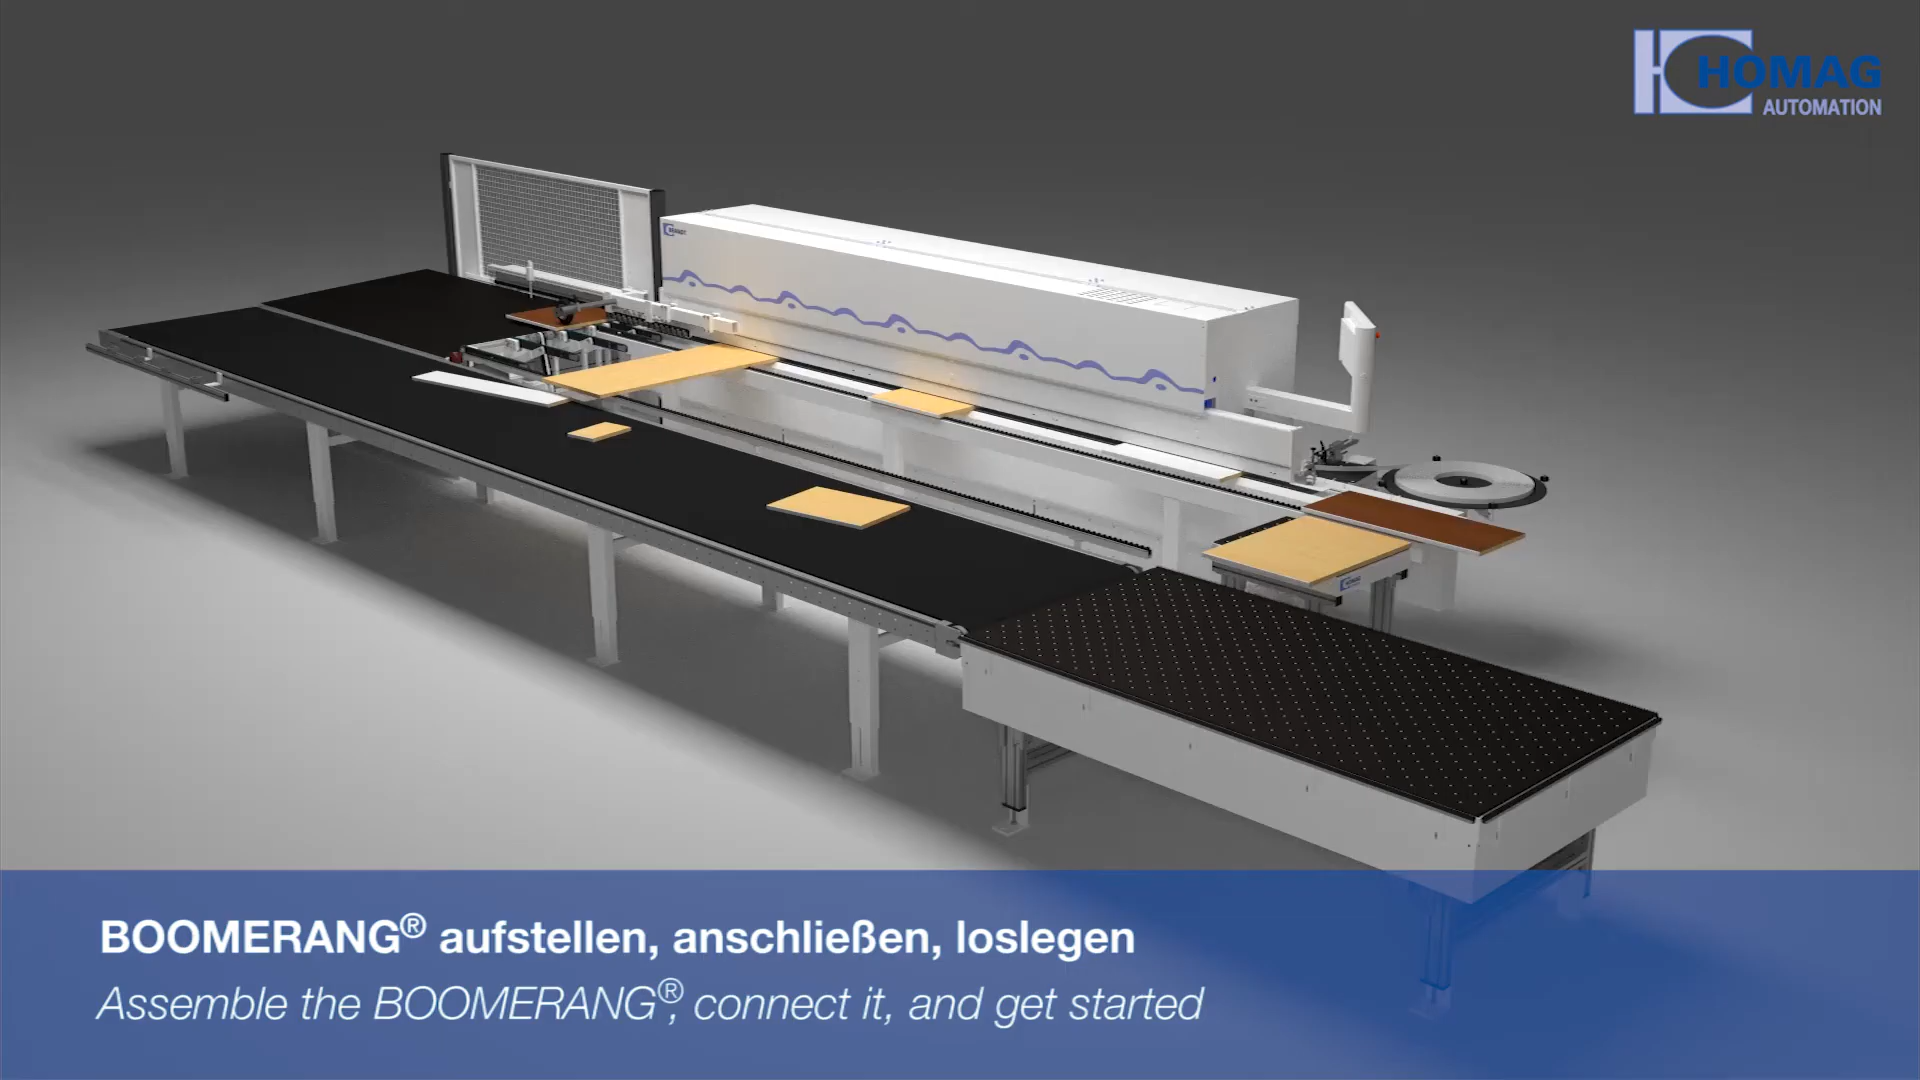 HOMAG
AUTOMATION
BOOMERANG® aufstellen, anschließen, loslegen
Assemble the BOOMERANG®, connect it, and get started